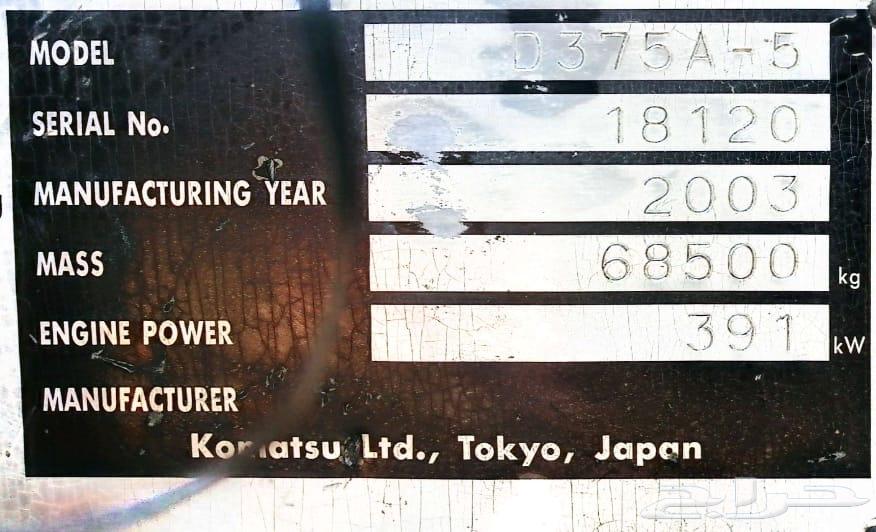 MODEL D375A-5
SERIAL No. 18120
MANUFACTURING YEAR 2003
MASS 68500 kg
ENGINE POWER 391 kW
MANUFACTURER
Komatsu Ltd., Tokyo, Japan
حراج